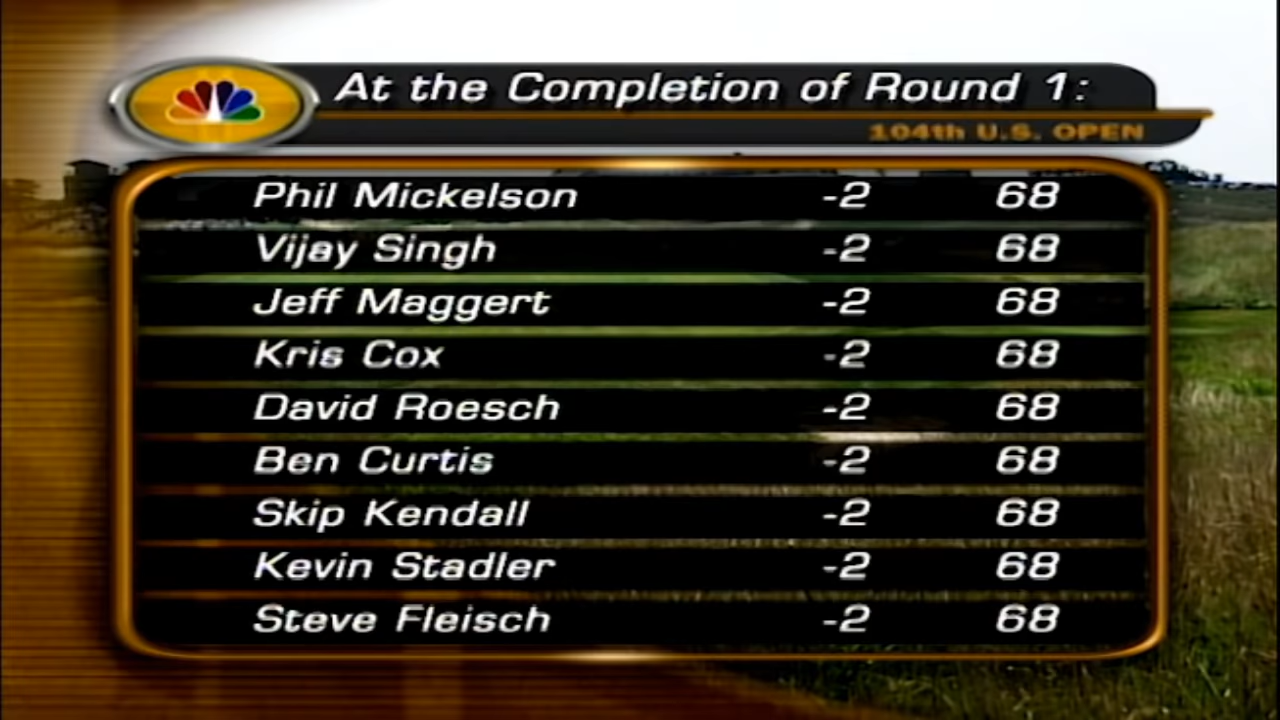 At the Completion of Round 1:
104th U.S. OPEN
Phil Mickelson -2 68
Vijay Singh -2 68
Jeff Maggert -2 68
Kris Cox -2 68
David Roesch -2 68
Ben Curtis -2 68
Skip Kendall -2 68
Kevin Stadler -2 68
Steve Fleisch -2 68